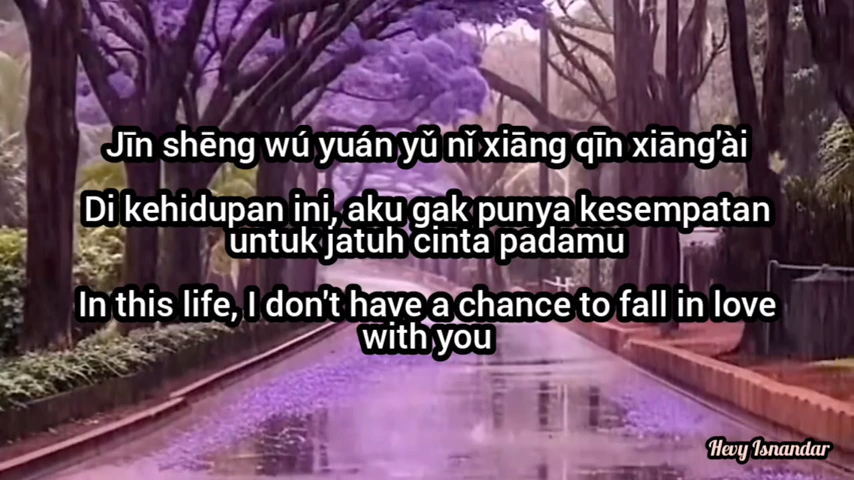 Jīn shēng wú yuán yǔ nǐ xiāng qīn xiāng'ài
Di kehidupan ini, aku gak punya kesempatan
untuk jatuh cinta padamu
In this life, I don't have a chance to fall in love
with you
Hevy Isnandar